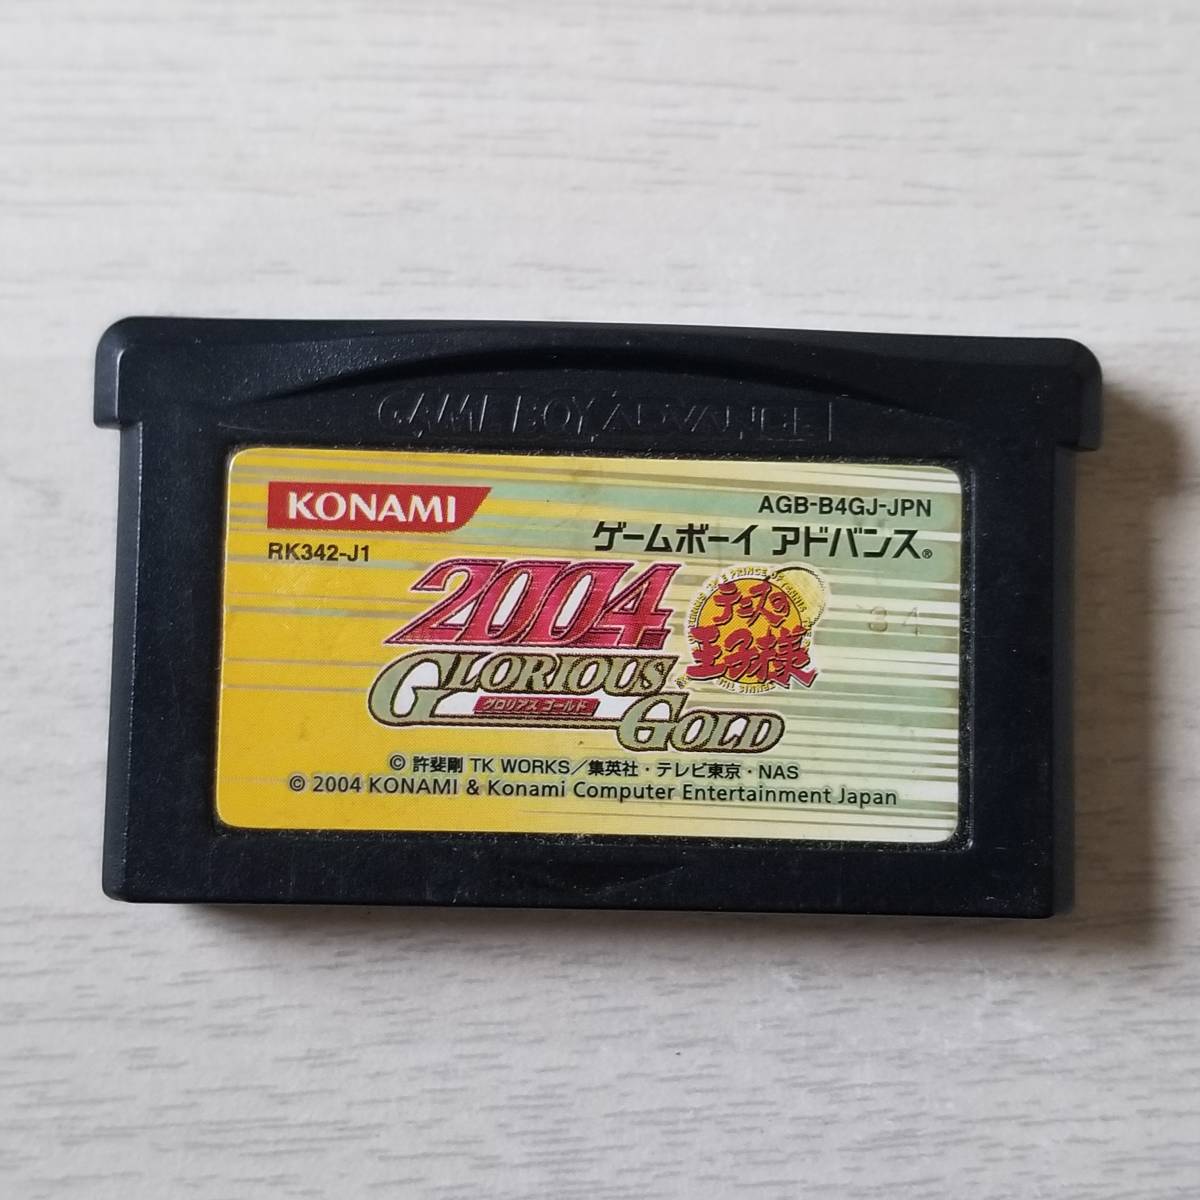 GAME BOY ADVANCE
KONAMI
AGB-B4GJ-JPN
RK342-J1
ゲームボーイ アドバンス®
2004
テニスの
王子様
GLORIOUS
グロリアス ゴールド
GOLD
© 許斐剛 TK WORKS／集英社・テレビ東京・NAS
© 2004 KONAMI & Konami Computer Entertainment Japan
34